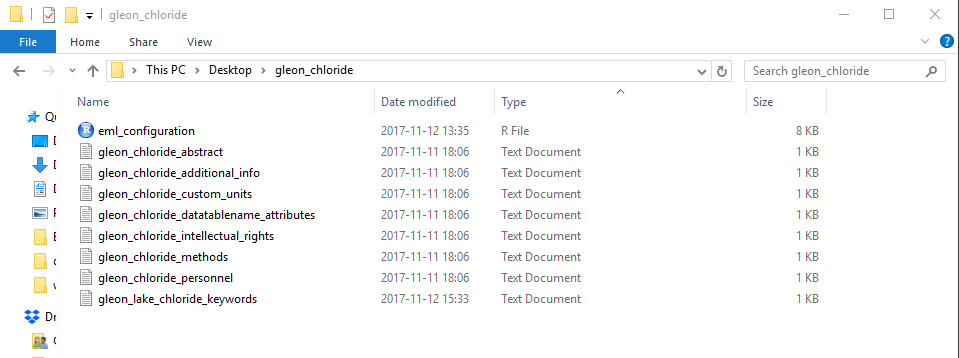 gleon_chloride
File Home Share View
This PC Desktop gleon_chloride Search gleon_chloride
Name Date modified Type Size
eml_configuration 2017-11-12 13:35 R File 8 KB
gleon_chloride_abstract 2017-11-11 18:06 Text Document 1 KB
gleon_chloride_additional_info 2017-11-11 18:06 Text Document 1 KB
gleon_chloride_custom_units 2017-11-11 18:06 Text Document 1 KB
gleon_chloride_datatablename_attributes 2017-11-11 18:06 Text Document 1 KB
gleon_chloride_intellectual_rights 2017-11-11 18:06 Text Document 1 KB
gleon_chloride_methods 2017-11-11 18:06 Text Document 1 KB
gleon_chloride_personnel 2017-11-11 18:06 Text Document 1 KB
gleon_lake_chloride_keywords 2017-11-12 15:33 Text Document 1 KB